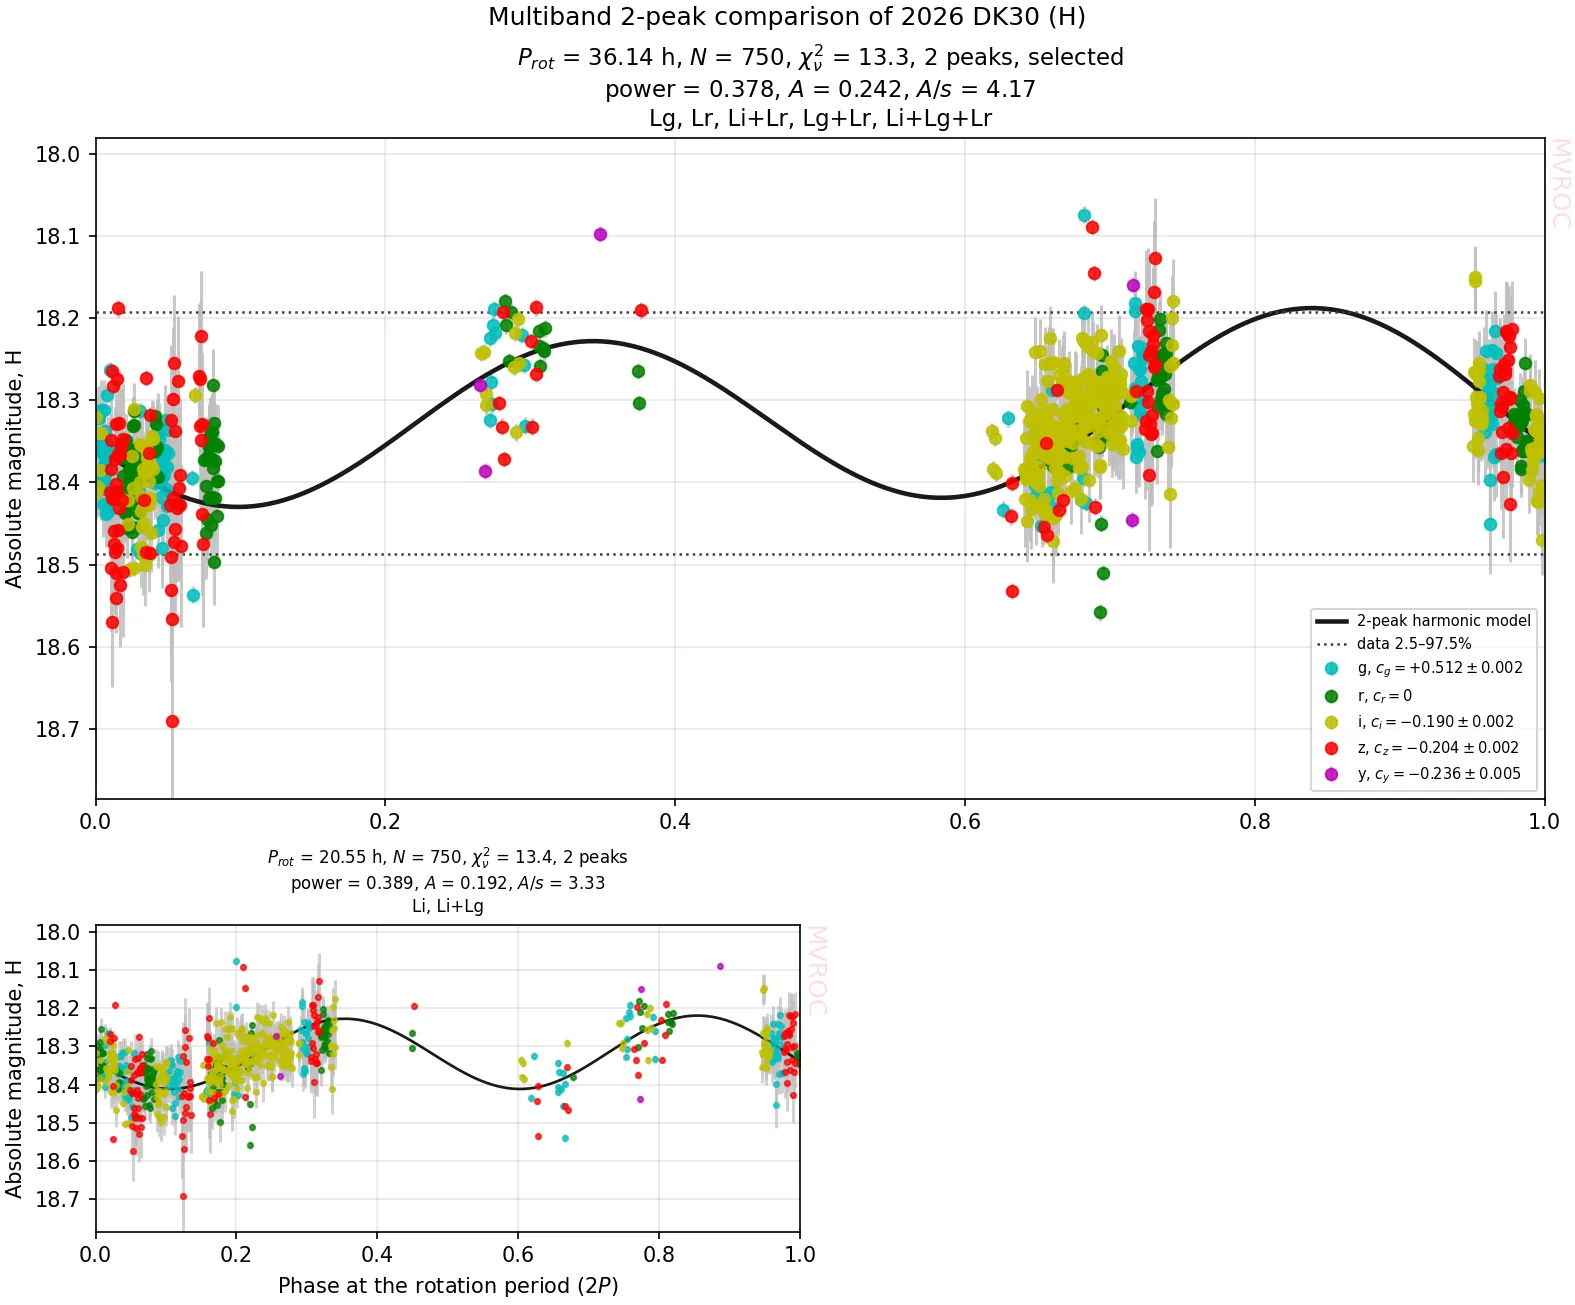 Multiband 2-peak comparison of 2026 DK30 (H)
P_rot = 36.14 h, N = 750, χ²_ν = 13.3, 2 peaks, selected
power = 0.378, A = 0.242, A/s = 4.17
Lg, Lr, Li+Lr, Lg+Lr, Li+Lg+Lr
MVROC
Absolute magnitude, H
18.0
18.1
18.2
18.3
18.4
18.5
18.6
18.7
2-peak harmonic model
data 2.5–97.5%
g, c_g = +0.512 ± 0.002
r, c_r = 0
i, c_i = −0.190 ± 0.002
z, c_z = −0.204 ± 0.002
y, c_y = −0.236 ± 0.005
0.0 0.2 0.4 0.6 0.8 1.0
P_rot = 20.55 h, N = 750, χ²_ν = 13.4, 2 peaks
power = 0.389, A = 0.192, A/s = 3.33
Li, Li+Lg
MVROC
Absolute magnitude, H
18.0
18.1
18.2
18.3
18.4
18.5
18.6
18.7
0.0 0.2 0.4 0.6 0.8 1.0
Phase at the rotation period (2P)